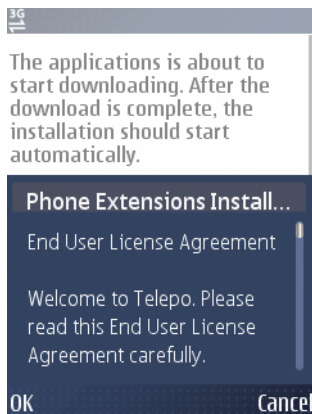 3G
The applications is about to
start downloading. After the
download is complete, the
installation should start
automatically.
Phone Extensions Install...
End User License Agreement
Welcome to Telepo. Please
read this End User License
Agreement carefully.
OK Cancel